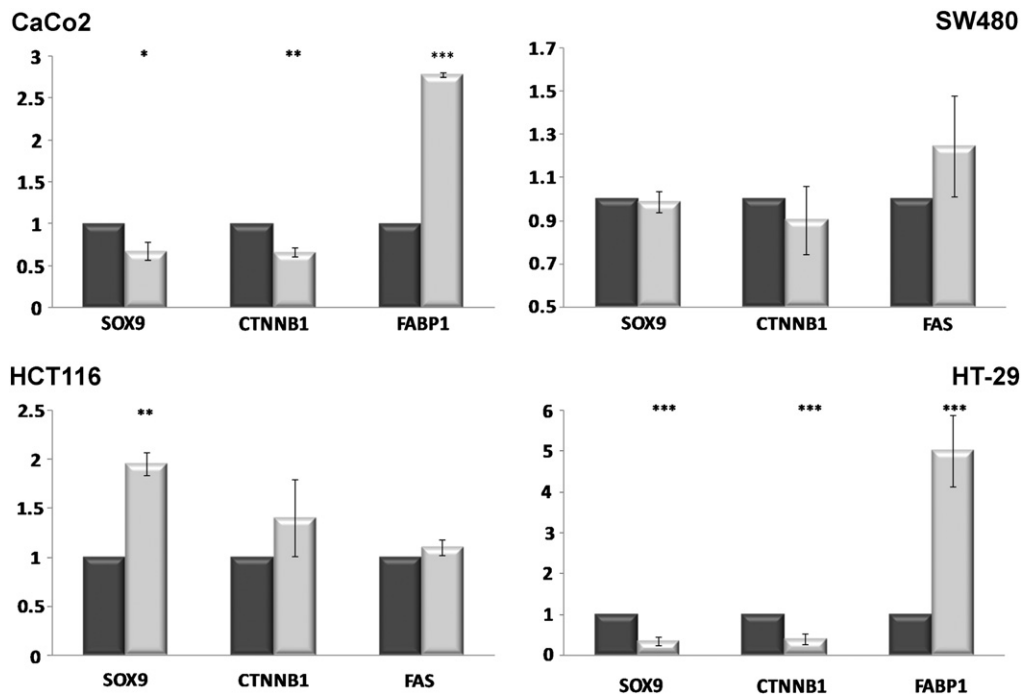 CaCo2
* ** ***
3
2.5
2
1.5
1
0.5
0
SOX9 CTNNB1 FABP1
SW480
1.7
1.5
1.3
1.1
0.9
0.7
0.5
SOX9 CTNNB1 FAS
HCT116
**
2.5
2
1.5
1
0.5
0
SOX9 CTNNB1 FAS
HT-29
*** *** ***
6
5
4
3
2
1
0
SOX9 CTNNB1 FABP1